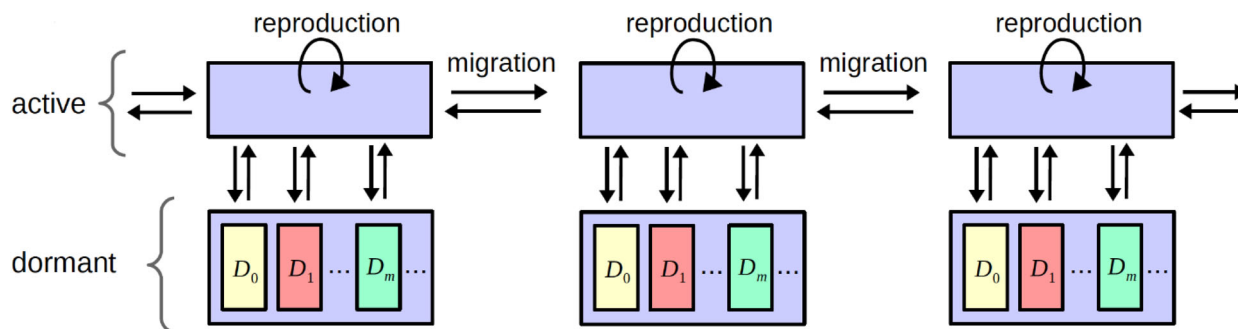 reproduction reproduction reproduction
migration migration
active
dormant
D₀ D₁ ... Dₘ ... D₀ D₁ ... Dₘ ... D₀ D₁ ... Dₘ ...